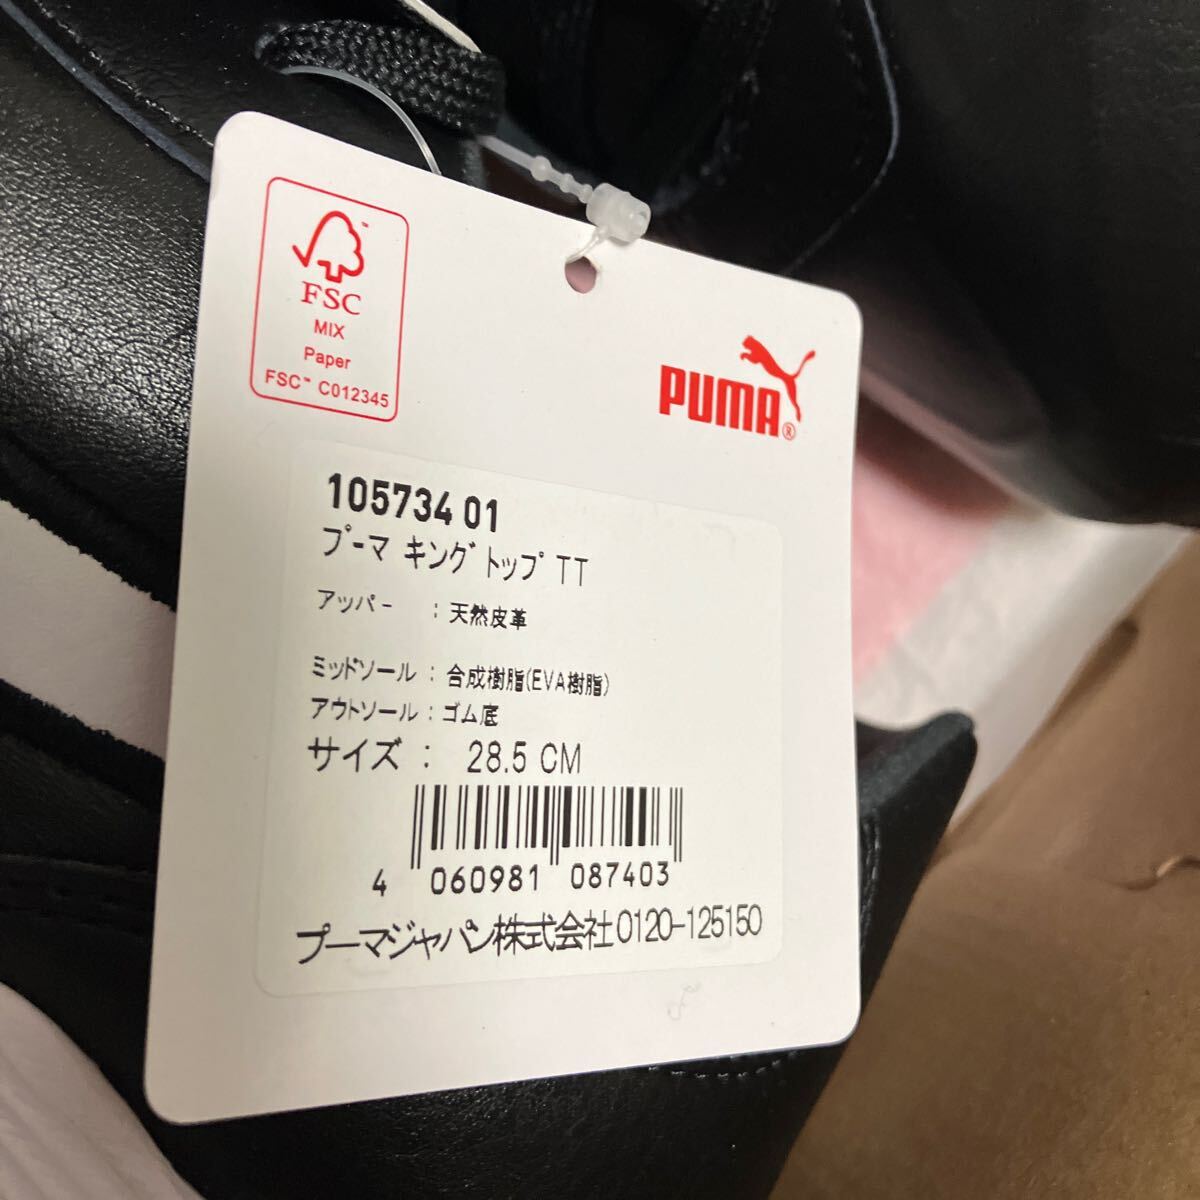 FSC
MIX
Paper
FSC™ C012345
PUMA®
105734 01
プーマ キング トップ TT
アッパー : 天然皮革
ミッドソール : 合成樹脂(EVA樹脂)
アウトソール : ゴム底
サイズ : 28.5 CM
4 060981 087403
プーマジャパン株式会社0120-125150